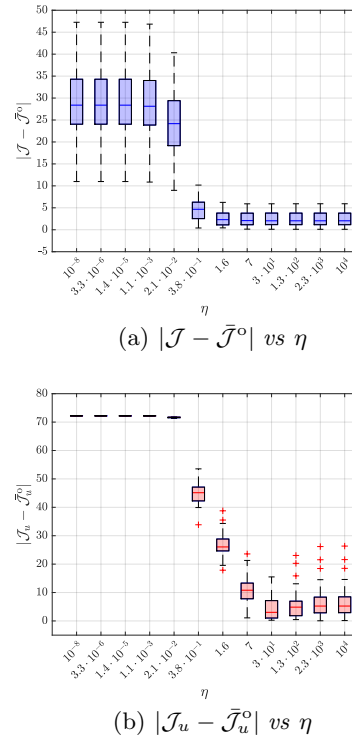 50
45
40
35
30
25
20
15
10
5
0
-5
|𝒥 − 𝒥̄°|
10⁻⁸
3.3 · 10⁻⁶
1.4 · 10⁻⁵
1.1 · 10⁻³
2.1 · 10⁻²
3.8 · 10⁻¹
1.6
7
3 · 10¹
1.3 · 10²
2.3 · 10³
10⁴
η
(a) |𝒥 − 𝒥̄°| vs η
80
70
60
50
40
30
20
10
0
|𝒥ᵤ − 𝒥̄ᵤ°|
10⁻⁸
3.3 · 10⁻⁶
1.4 · 10⁻⁵
1.1 · 10⁻³
2.1 · 10⁻²
3.8 · 10⁻¹
1.6
7
3 · 10¹
1.3 · 10²
2.3 · 10³
10⁴
η
(b) |𝒥ᵤ − 𝒥̄ᵤ°| vs η